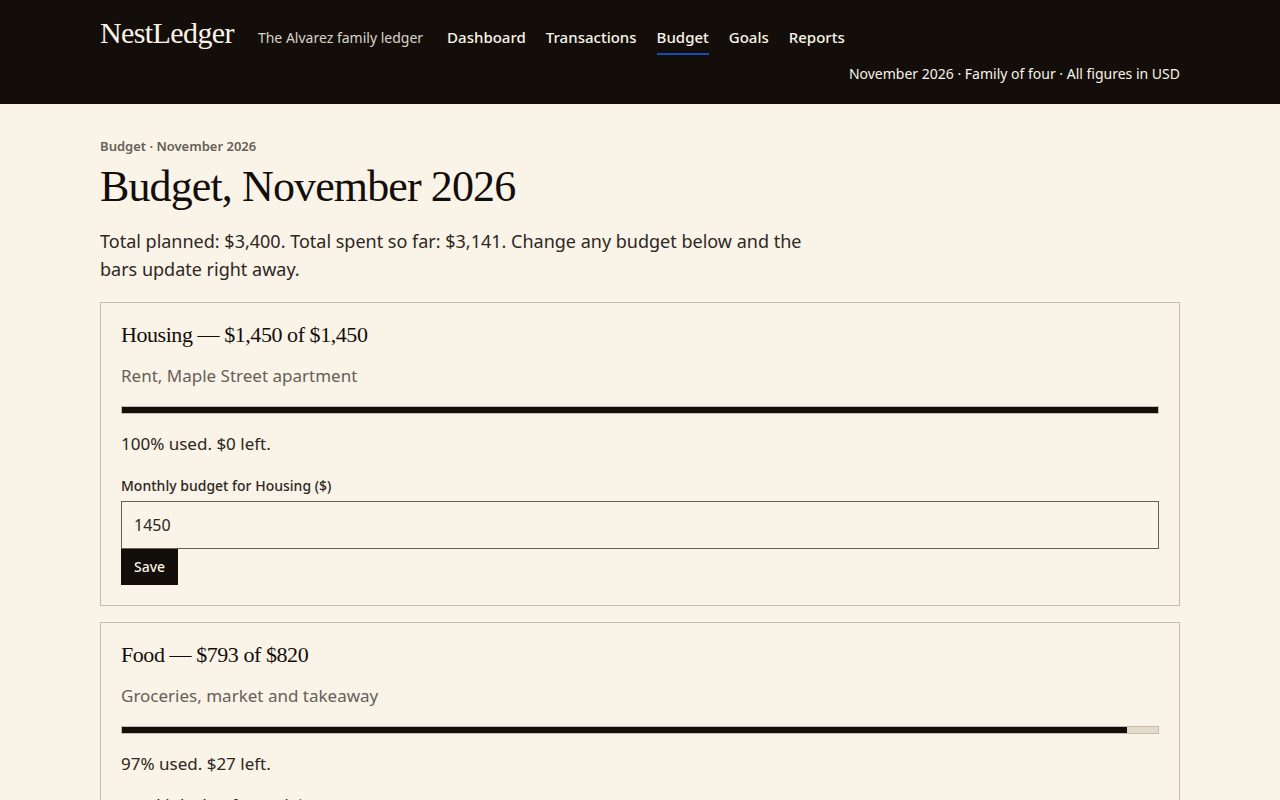 NestLedger The Alvarez family ledger Dashboard Transactions Budget Goals Reports
November 2026 · Family of four · All figures in USD
Budget · November 2026
Budget, November 2026
Total planned: $3,400. Total spent so far: $3,141. Change any budget below and the
bars update right away.
Housing — $1,450 of $1,450
Rent, Maple Street apartment
100% used. $0 left.
Monthly budget for Housing ($)
1450
Save
Food — $793 of $820
Groceries, market and takeaway
97% used. $27 left.